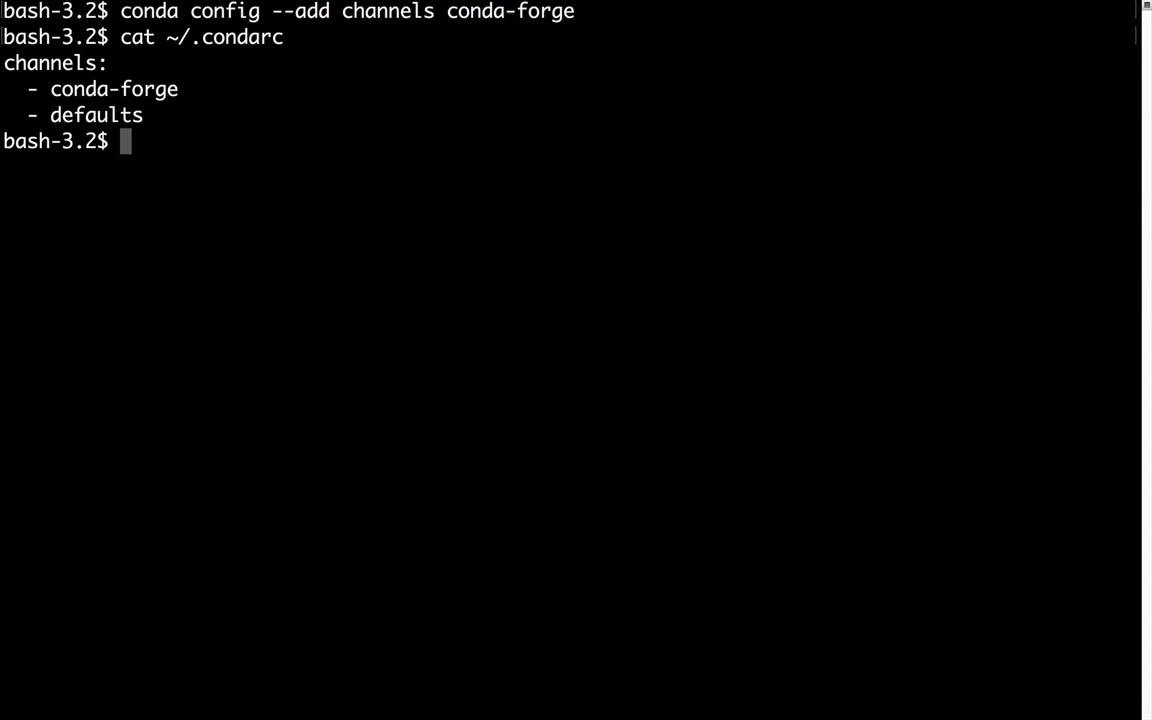 bash-3.2$ conda config --add channels conda-forge
bash-3.2$ cat ~/.condarc
channels:
  - conda-forge
  - defaults
bash-3.2$